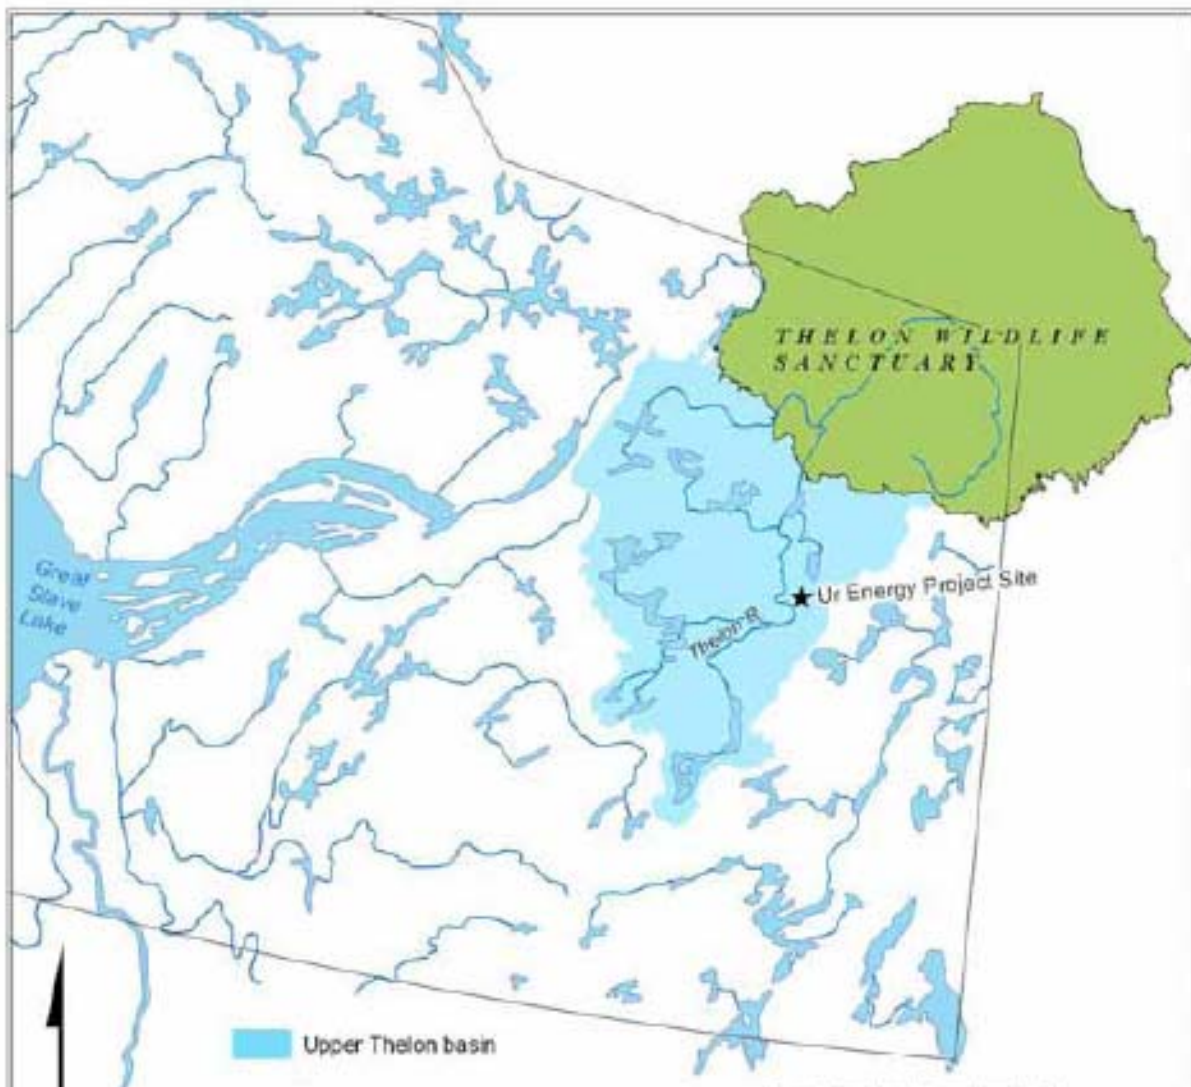 THELON WILDLIFE
SANCTUARY
Great
Slave
Lake
Ur Energy Project Site
Thelon R
Upper Thelon basin